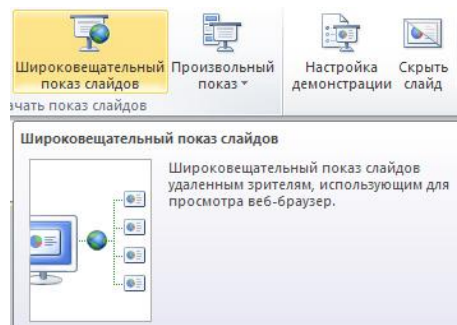 Широковещательный показ слайдов
Произвольный показ
Настройка демонстрации
Скрыть слайд
ачать показ слайдов
Широковещательный показ слайдов
Широковещательный показ слайдов
удаленным зрителям, использующим для
просмотра веб-браузер.